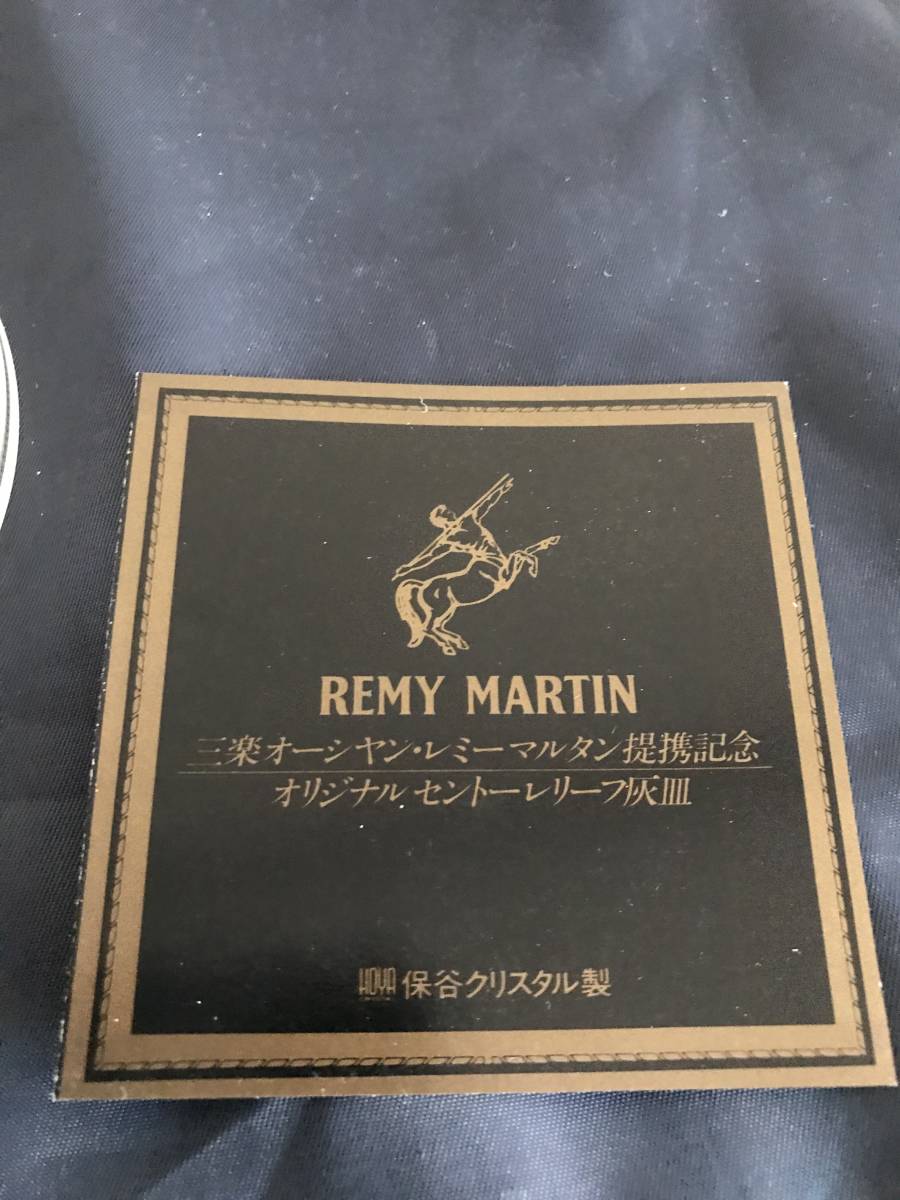 REMY MARTIN
三楽オーシャン・レミーマルタン提携記念
オリジナルセントーレリーフ灰皿
HOYA 保谷クリスタル製